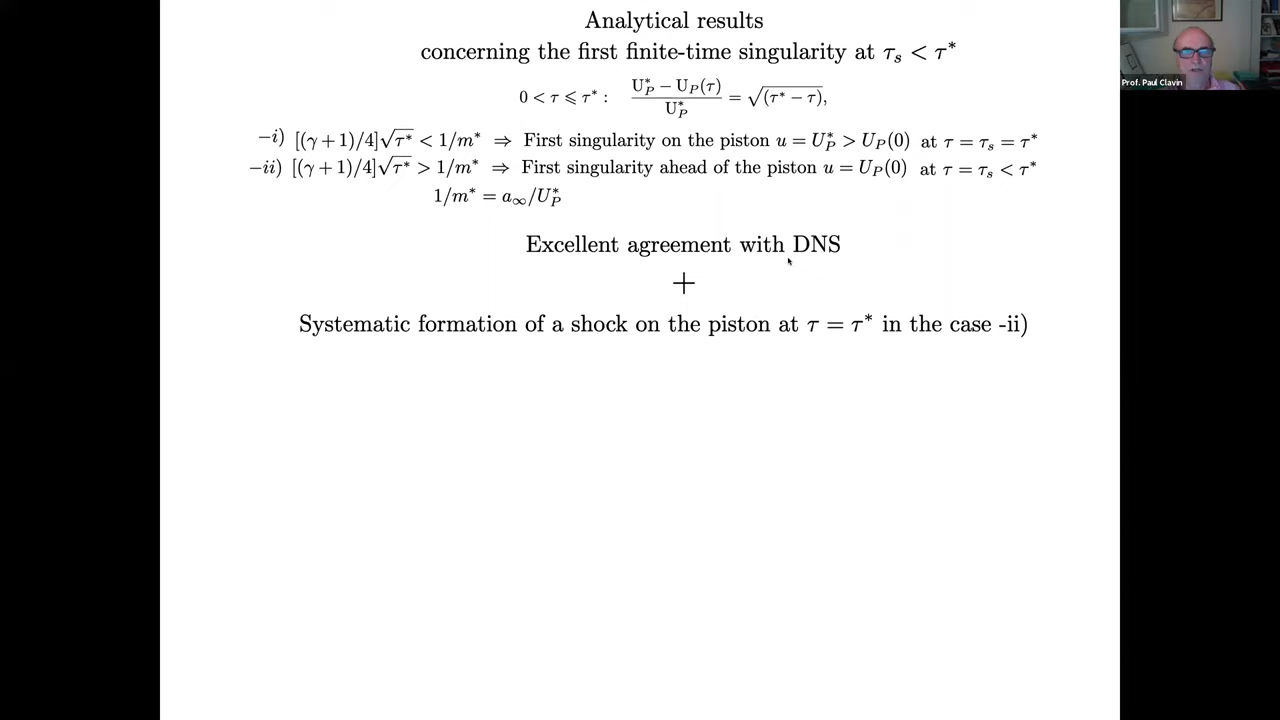 Analytical results
concerning the first finite-time singularity at τₛ < τ*
0 < τ ⩽ τ* : (U*_P − U_P(τ)) / U*_P = √(τ* − τ),
−i) [(γ + 1)/4]√τ* < 1/m* ⇒ First singularity on the piston u = U*_P > U_P(0) at τ = τₛ = τ*
−ii) [(γ + 1)/4]√τ* > 1/m* ⇒ First singularity ahead of the piston u = U_P(0) at τ = τₛ < τ*
1/m* = a_∞/U*_P
Excellent agreement with DNS
+
Systematic formation of a shock on the piston at τ = τ* in the case -ii)
Prof. Paul Clavin